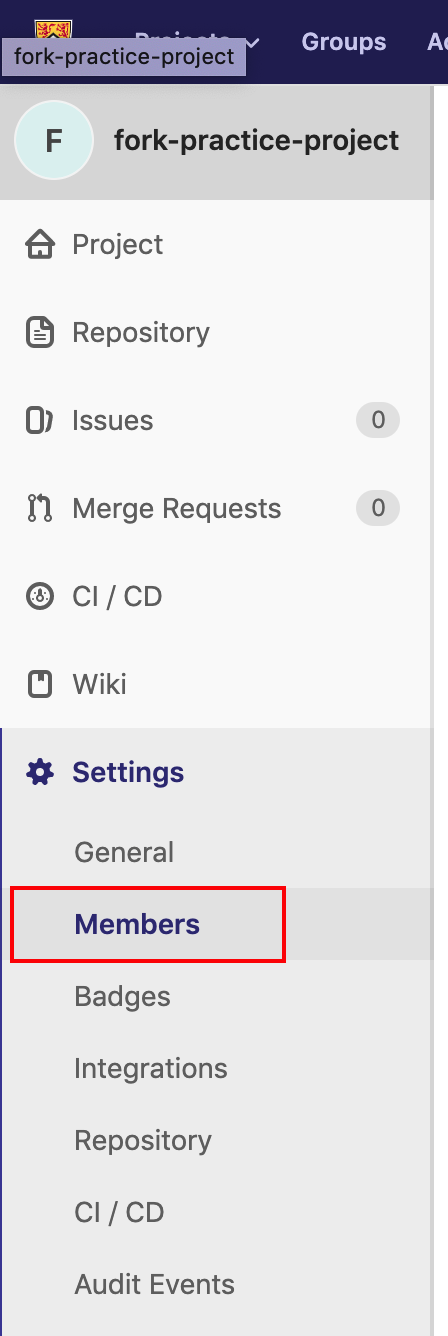 Projects Groups
fork-practice-project
F fork-practice-project
Project
Repository
Issues 0
Merge Requests 0
CI / CD
Wiki
Settings
General
Members
Badges
Integrations
Repository
CI / CD
Audit Events